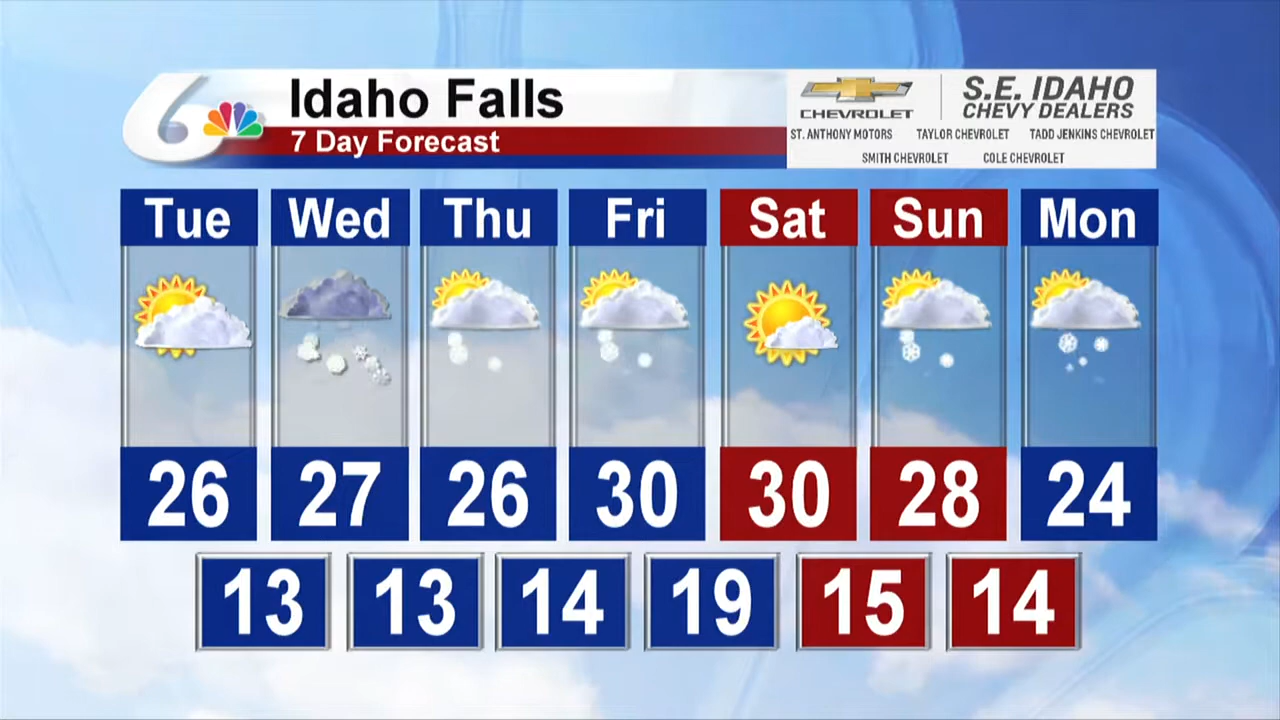 6
Idaho Falls
7 Day Forecast
CHEVROLET
S.E. IDAHO
CHEVY DEALERS
ST. ANTHONY MOTORS TAYLOR CHEVROLET TADD JENKINS CHEVROLET
SMITH CHEVROLET COLE CHEVROLET
Tue Wed Thu Fri Sat Sun Mon
26 27 26 30 30 28 24
13 13 14 19 15 14